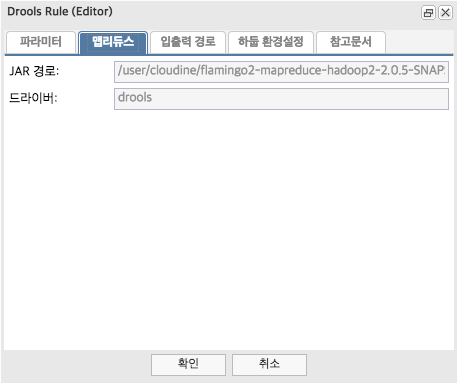 Drools Rule (Editor)
파라미터 맵리듀스 입출력 경로 하둡 환경설정 참고문서
JAR 경로: /user/cloudine/flamingo2-mapreduce-hadoop2-2.0.5-SNAP
드라이버: drools
확인 취소